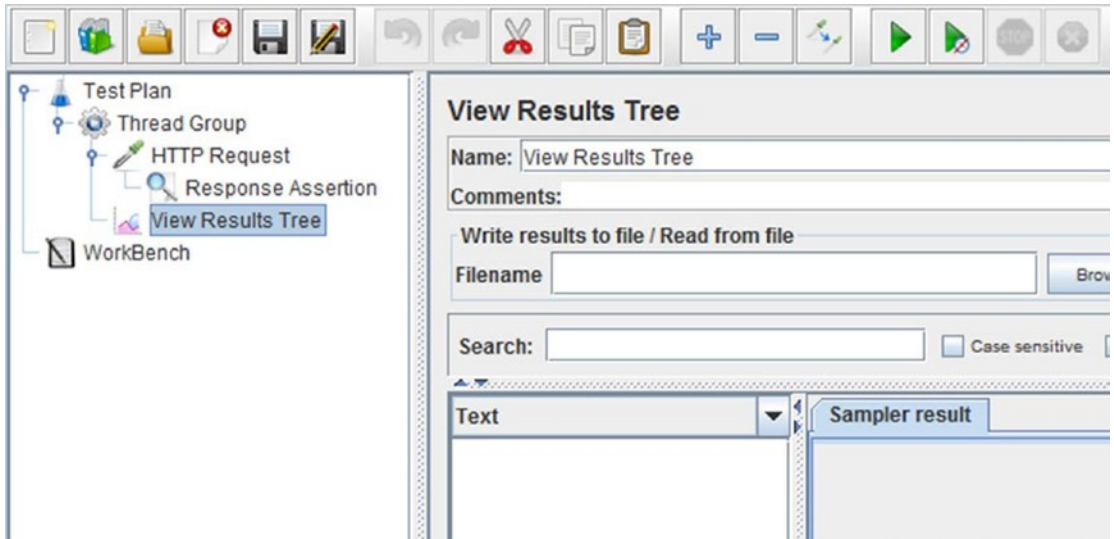 Test Plan
Thread Group
HTTP Request
Response Assertion
View Results Tree
WorkBench
View Results Tree
Name: View Results Tree
Comments:
Write results to file / Read from file
Filename
Brow
Search: Case sensitive
Text
Sampler result